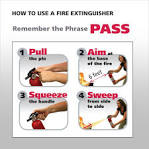 HOW TO USE A FIRE EXTINGUISHER
Remember the Phrase PASS
1 Pull
the pin
2 Aim at
the base
of the fire
8 feet
3 Squeeze
the handle
4 Sweep
from side
to side